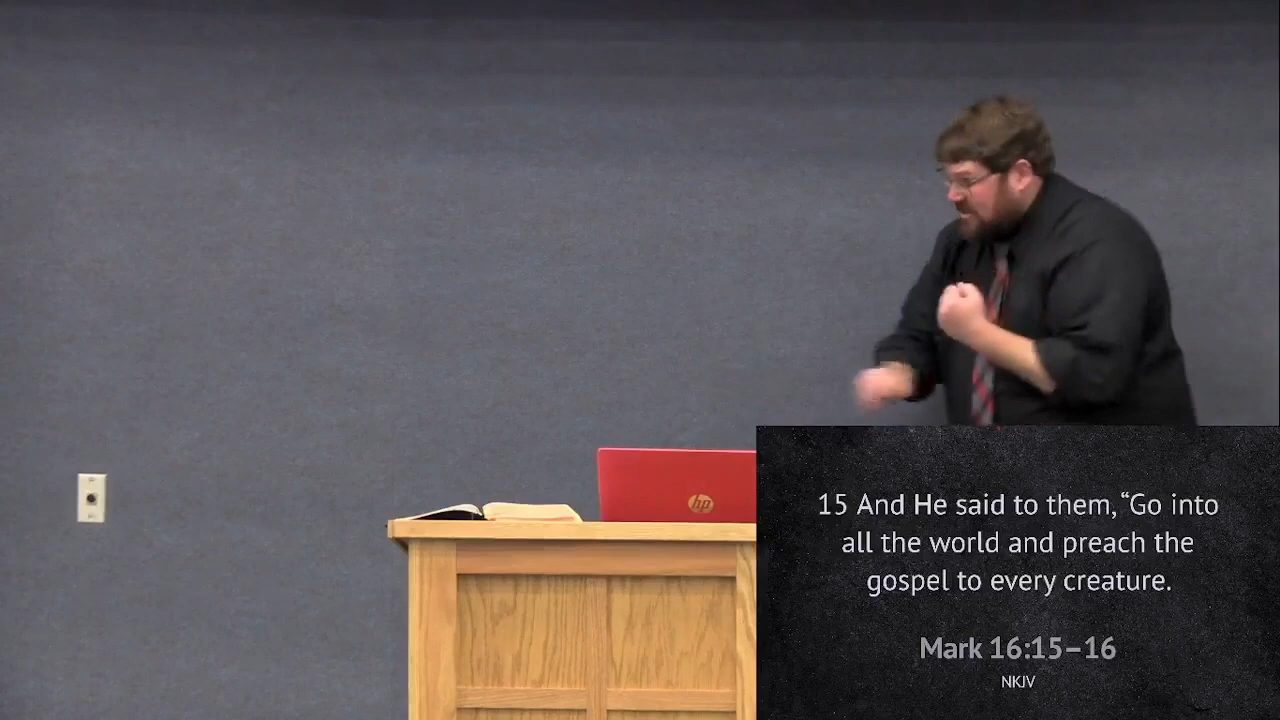 hp
15 And He said to them, “Go into
all the world and preach the
gospel to every creature.
Mark 16:15–16
NKJV